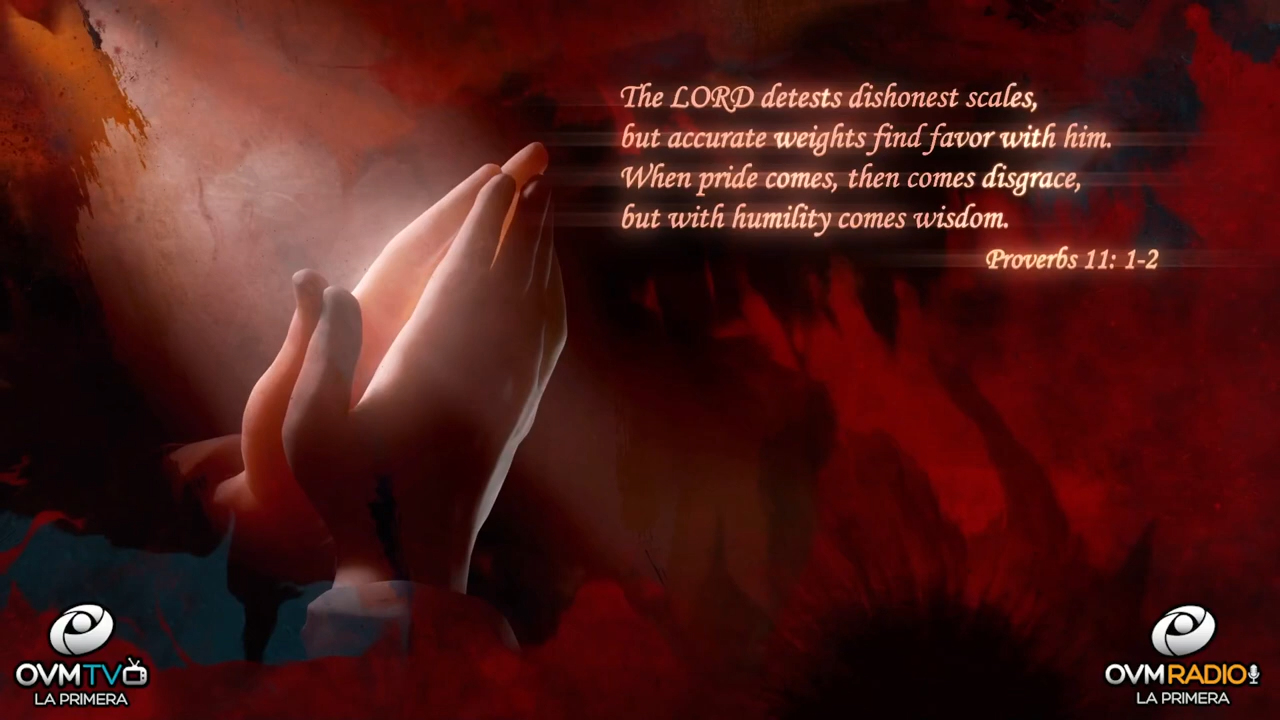 The LORD detests dishonest scales,
but accurate weights find favor with him.
When pride comes, then comes disgrace,
but with humility comes wisdom.
Proverbs 11: 1-2
OVMTV
LA PRIMERA
OVMRADIO
LA PRIMERA